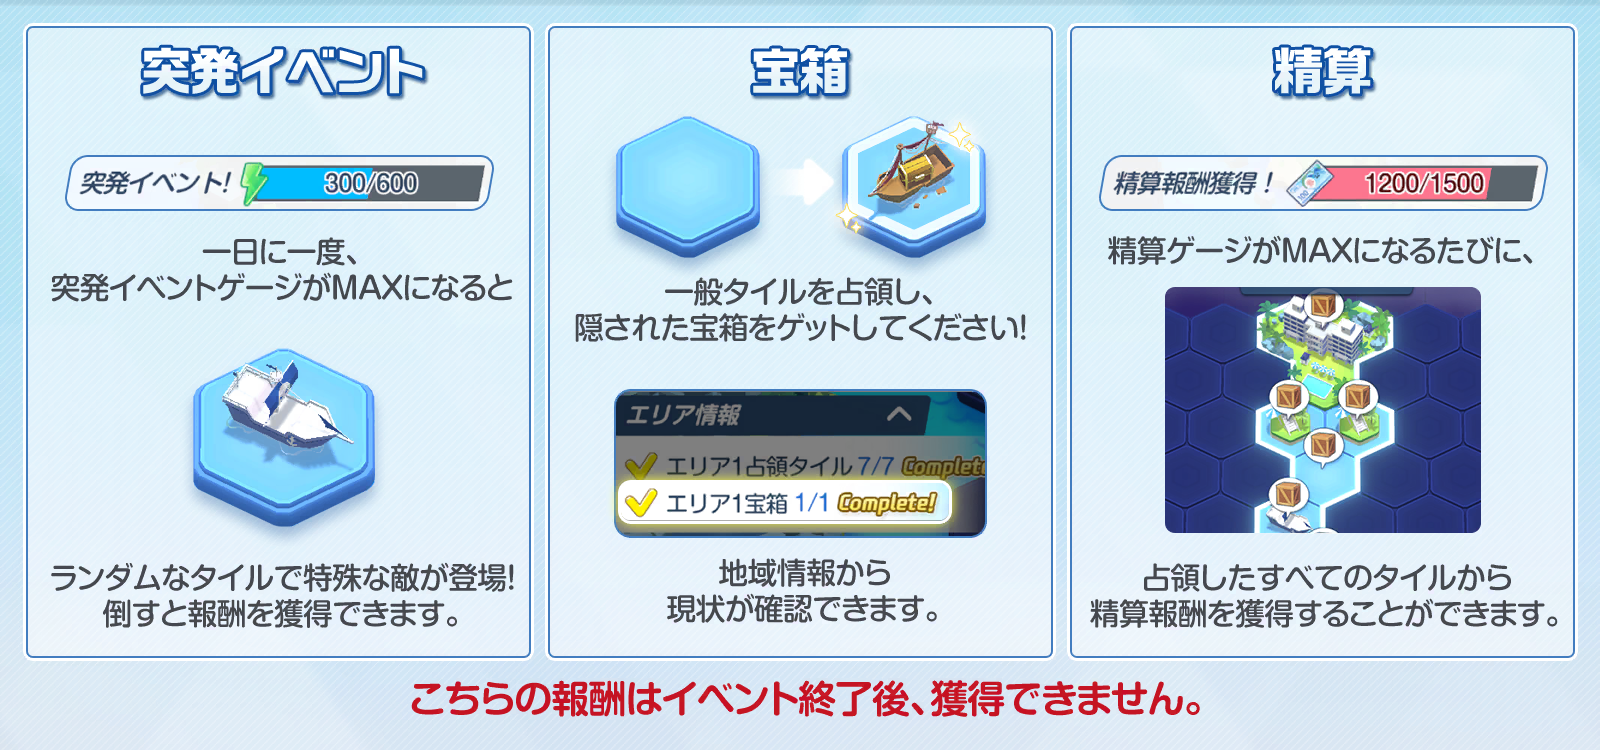 突発イベント
突発イベント! 300/600
一日に一度、
突発イベントゲージがMAXになると
ランダムなタイルで特殊な敵が登場!
倒すと報酬を獲得できます。
宝箱
一般タイルを占領し、
隠された宝箱をゲットしてください!
エリア情報
エリア1占領タイル 7/7 Complete
エリア1宝箱 1/1 Complete!
地域情報から
現状が確認できます。
精算
精算報酬獲得! 1200/1500
精算ゲージがMAXになるたびに、
占領したすべてのタイルから
精算報酬を獲得することができます。
こちらの報酬はイベント終了後、獲得できません。